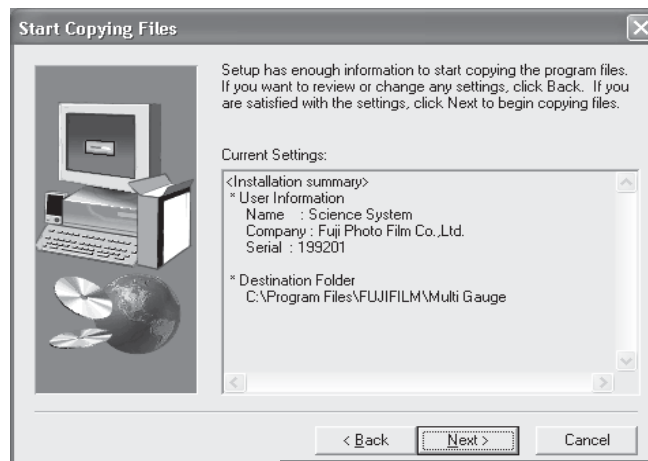 Start Copying Files
Setup has enough information to start copying the program files.
If you want to review or change any settings, click Back. If you
are satisfied with the settings, click Next to begin copying files.
Current Settings:
<Installation summary>
* User Information
Name : Science System
Company : Fuji Photo Film Co.,Ltd.
Serial : 199201
* Destination Folder
C:\Program Files\FUJIFILM\Multi Gauge
< Back
Next >
Cancel